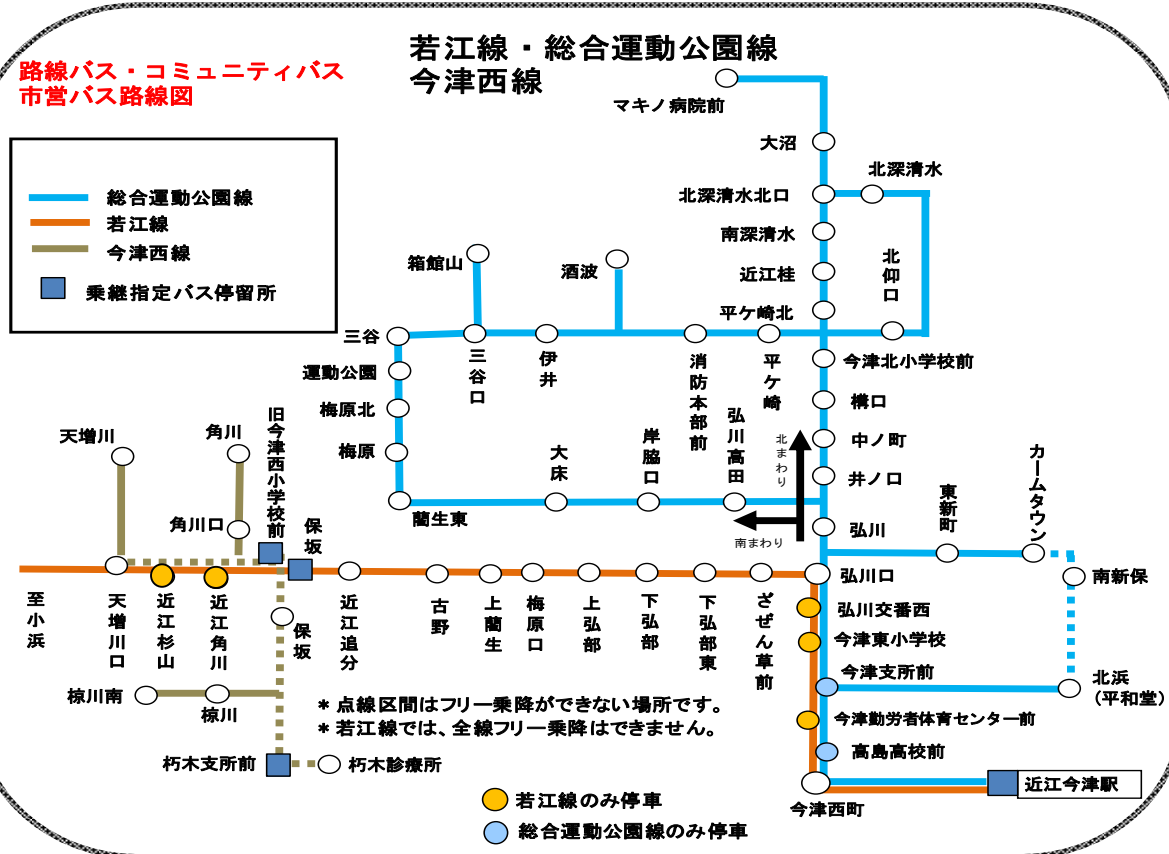 若江線・総合運動公園線
今津西線
路線バス・コミュニティバス
市営バス路線図
総合運動公園線
若江線
今津西線
乗継指定バス停留所
マキノ病院前
大沼
北深清水
北深清水北口
南深清水
北仰口
近江桂
平ケ崎北
箱館山
酒波
三谷
三谷口
伊井
消防本部前
平ケ崎
今津北小学校前
運動公園
梅原北
梅原
橋口
中ノ町
井ノ口
弘川
北まわり
南まわり
大床
岸脇口
弘川高田
藺生東
東新町
カームタウン
南新保
北浜
(平和堂)
天増川
角川
角川口
旧今津西小学校前
保坂
至小浜
天増川口
近江杉山
近江角川
保坂
近江追分
古野
上藺生
梅原口
上弘部
下弘部
下弘部東
ざぜん草前
弘川口
弘川交番西
今津東小学校
今津支所前
今津勤労者体育センター前
高島高校前
椋川南
椋川
朽木支所前
朽木診療所
今津西町
近江今津駅
＊点線区間はフリー乗降ができない場所です。
＊若江線では、全線フリー乗降はできません。
若江線のみ停車
総合運動公園線のみ停車